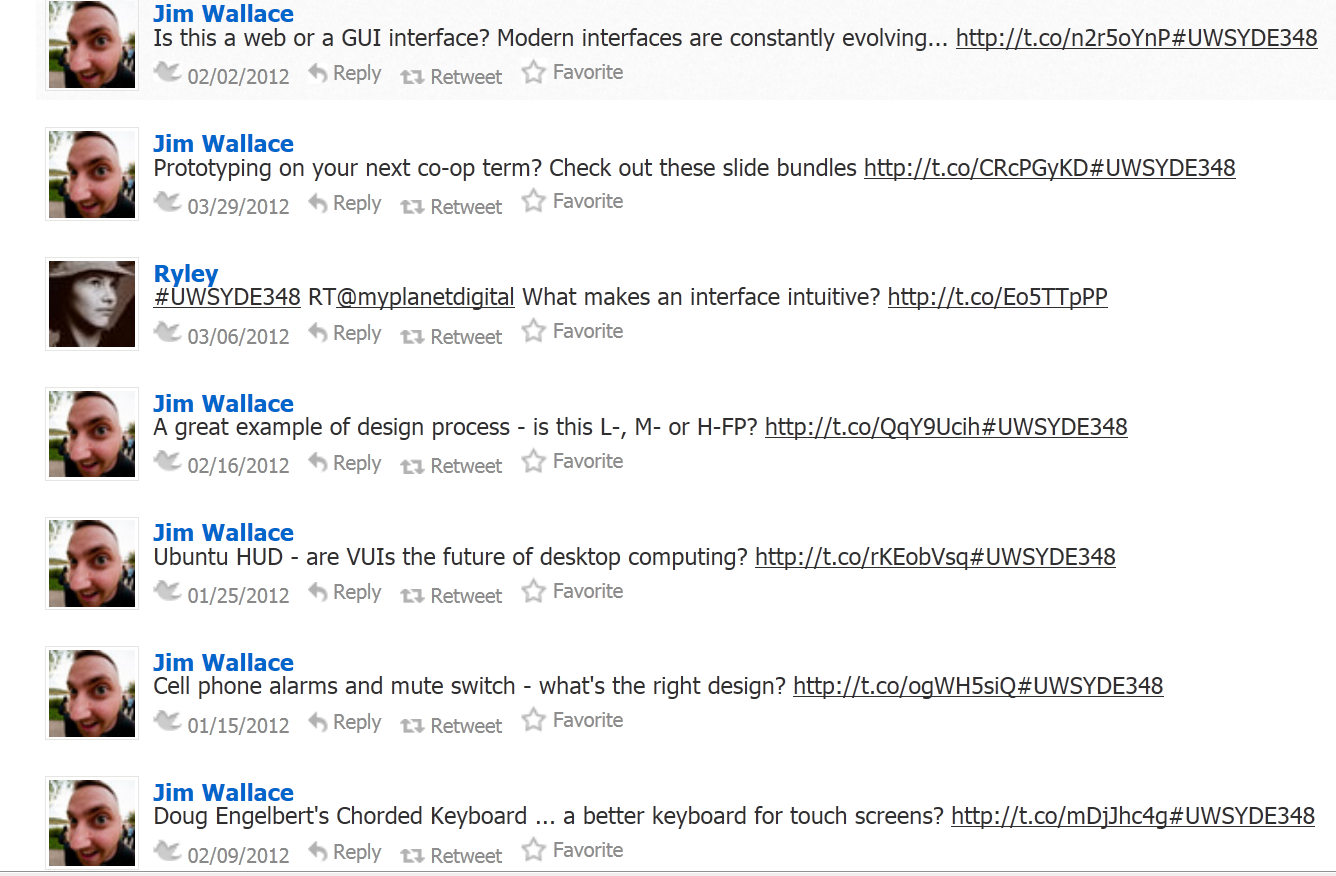 Jim Wallace
Is this a web or a GUI interface? Modern interfaces are constantly evolving... http://t.co/n2r5oYnP#UWSYDE348
02/02/2012 Reply Retweet Favorite
Jim Wallace
Prototyping on your next co-op term? Check out these slide bundles http://t.co/CRcPGyKD#UWSYDE348
03/29/2012 Reply Retweet Favorite
Ryley
#UWSYDE348 RT@myplanetdigital What makes an interface intuitive? http://t.co/Eo5TTpPP
03/06/2012 Reply Retweet Favorite
Jim Wallace
A great example of design process - is this L-, M- or H-FP? http://t.co/QqY9Ucih#UWSYDE348
02/16/2012 Reply Retweet Favorite
Jim Wallace
Ubuntu HUD - are VUIs the future of desktop computing? http://t.co/rKEobVsq#UWSYDE348
01/25/2012 Reply Retweet Favorite
Jim Wallace
Cell phone alarms and mute switch - what's the right design? http://t.co/ogWH5siQ#UWSYDE348
01/15/2012 Reply Retweet Favorite
Jim Wallace
Doug Engelbert's Chorded Keyboard ... a better keyboard for touch screens? http://t.co/mDjJhc4g#UWSYDE348
02/09/2012 Reply Retweet Favorite